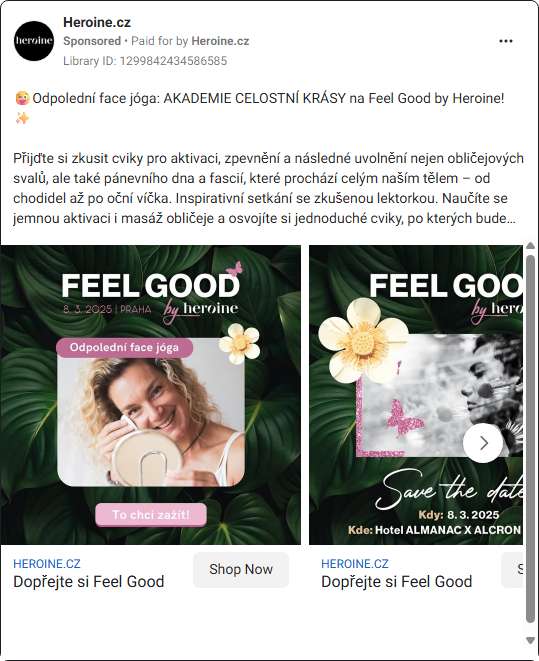 heroine
Heroine.cz
Sponsored • Paid for by Heroine.cz
Library ID: 1299842434586585
😜Odpolední face jóga: AKADEMIE CELOSTNÍ KRÁSY na Feel Good by Heroine!
✨
Přijďte si zkusit cviky pro aktivaci, zpevnění a následné uvolnění nejen obličejových
svalů, ale také pánevního dna a fascií, které prochází celým naším tělem – od
chodidel až po oční víčka. Inspirativní setkání se zkušenou lektorkou. Naučíte se
jemnou aktivaci i masáž obličeje a osvojíte si jednoduché cviky, po kterých bude...
FEEL GOOD
8. 3. 2025 | PRAHA by heroine
Odpolední face jóga
To chci zažít!
HEROINE.CZ
Dopřejte si Feel Good
Shop Now
FEEL GOO
by hero
Save the date
Kdy: 8. 3. 2025
Kde: Hotel ALMANAC X ALCRON
HEROINE.CZ
Dopřejte si Feel Good
S